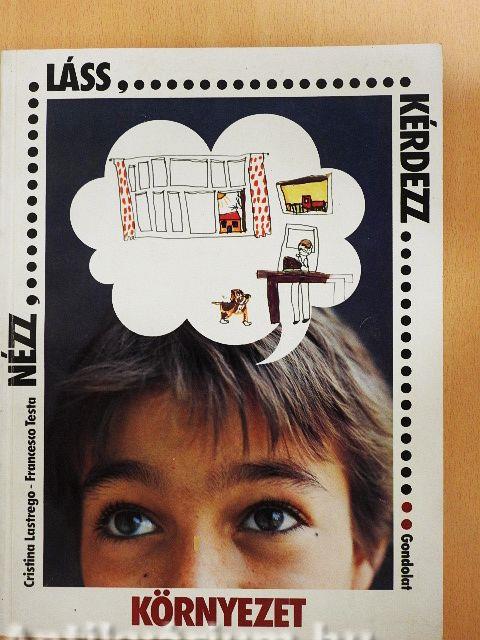 NÉZZ,
LÁSS,
KÉRDEZZ
Cristina Lastrego - Francesco Testa
Gondolat
KÖRNYEZET